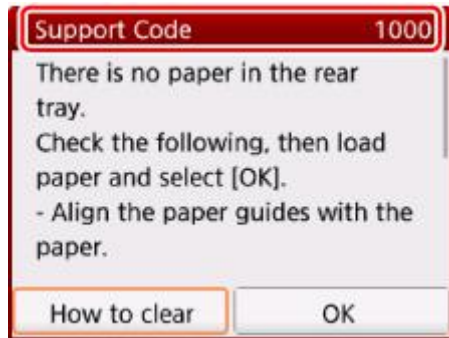 Support Code 1000
There is no paper in the rear
tray.
Check the following, then load
paper and select [OK].
- Align the paper guides with the
paper.
How to clear OK